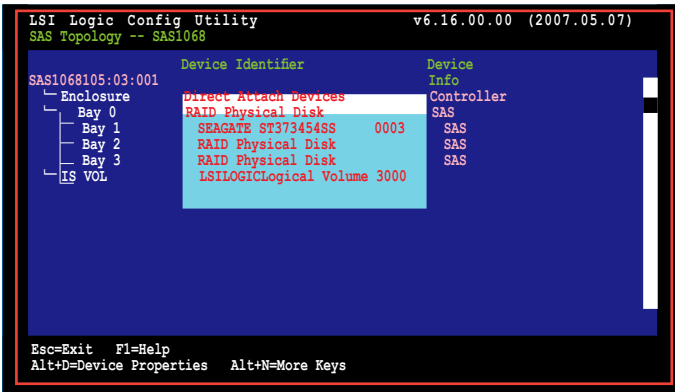 LSI Logic Config Utility v6.16.00.00 (2007.05.07)
SAS Topology -- SAS1068
Device Identifier Device
Info
SAS1068105:03:001
Enclosure Direct Attach Devices Controller
Bay 0 RAID Physical Disk SAS
Bay 1 SEAGATE ST373454SS 0003 SAS
Bay 2 RAID Physical Disk SAS
Bay 3 RAID Physical Disk SAS
IS VOL LSILOGICLogical Volume 3000
Esc=Exit F1=Help
Alt+D=Device Properties Alt+N=More Keys